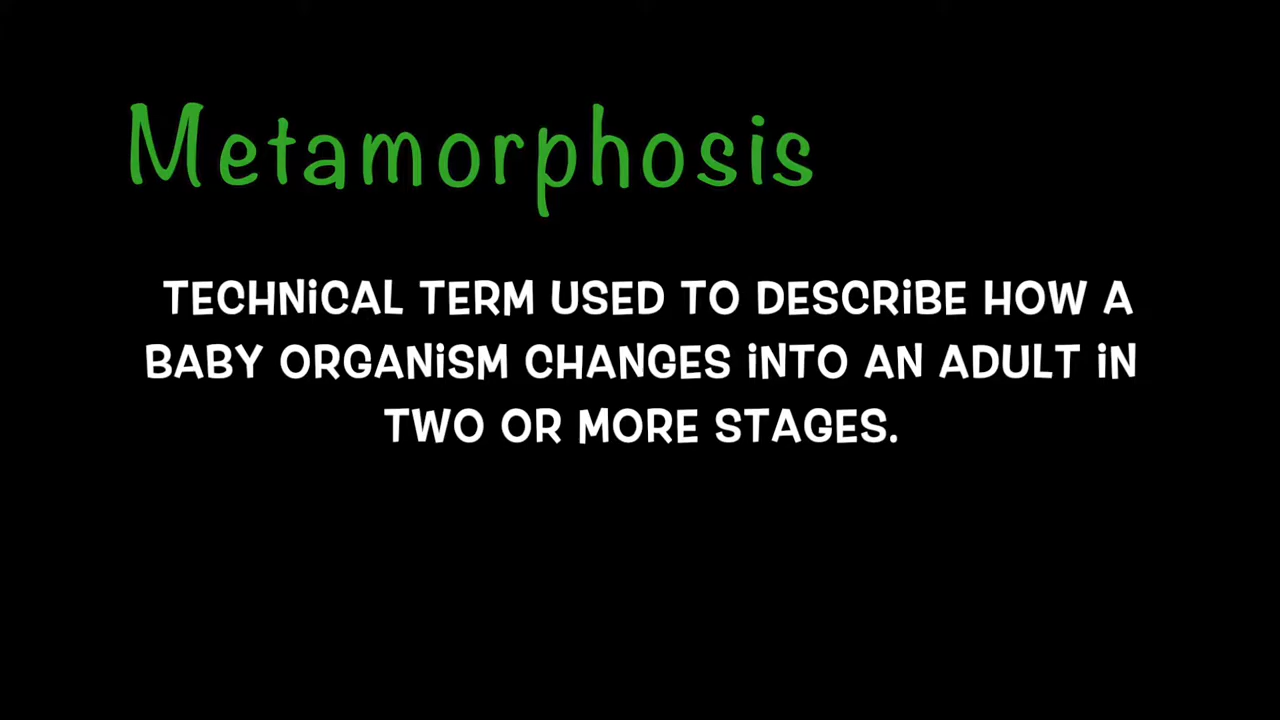 Metamorphosis
TECHNiCAL TERM USED TO DESCRiBE HOW A
BABY ORGANiSM CHANGES iNTO AN ADULT iN
TWO OR MORE STAGES.